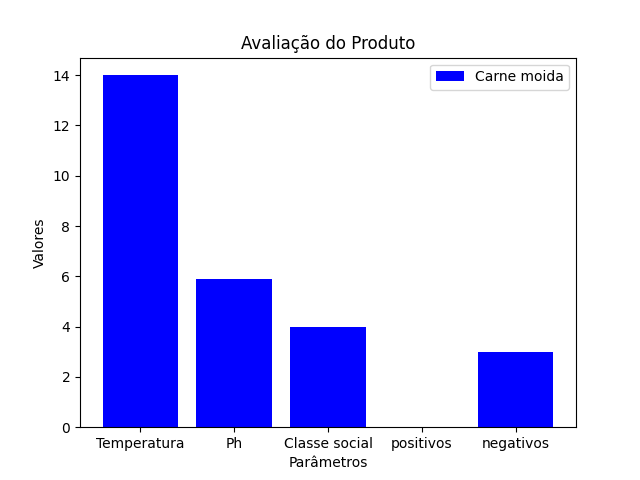 Avaliação do Produto
Carne moida
14
12
10
8
6
4
2
0
Valores
Temperatura Ph Classe social positivos negativos
Parâmetros